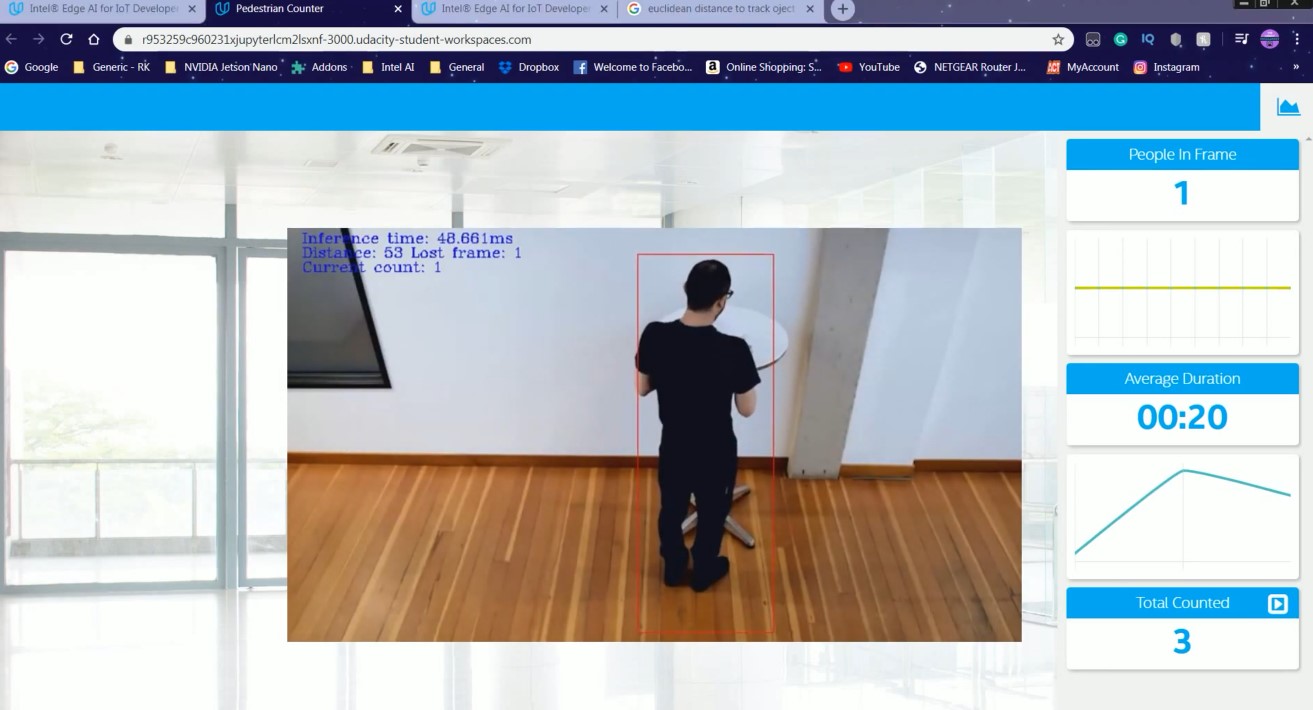 Intel® Edge AI for IoT Developer
Pedestrian Counter
Intel® Edge AI for IoT Developer
euclidean distance to track oject
r953259c960231xjupyterlcm2lsxnf-3000.udacity-student-workspaces.com
IQ
Google
Generic - RK
NVIDIA Jetson Nano
Addons
Intel AI
General
Dropbox
Welcome to Facebo...
Online Shopping: S...
YouTube
NETGEAR Router J...
MyAccount
Instagram
»
People In Frame
1
Inference time: 48.661ms
Distance: 53 Lost frame: 1
Current count: 1
Average Duration
00:20
Total Counted
3